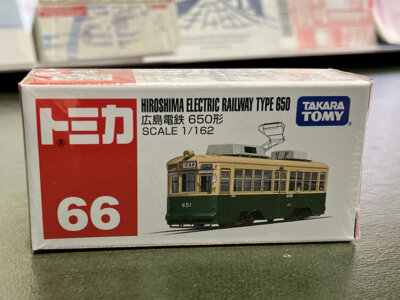 HIROSHIMA ELECTRIC RAILWAY TYPE 650
広島電鉄 650形
SCALE 1/162
トミカ
®
66
TAKARA
TOMY
651